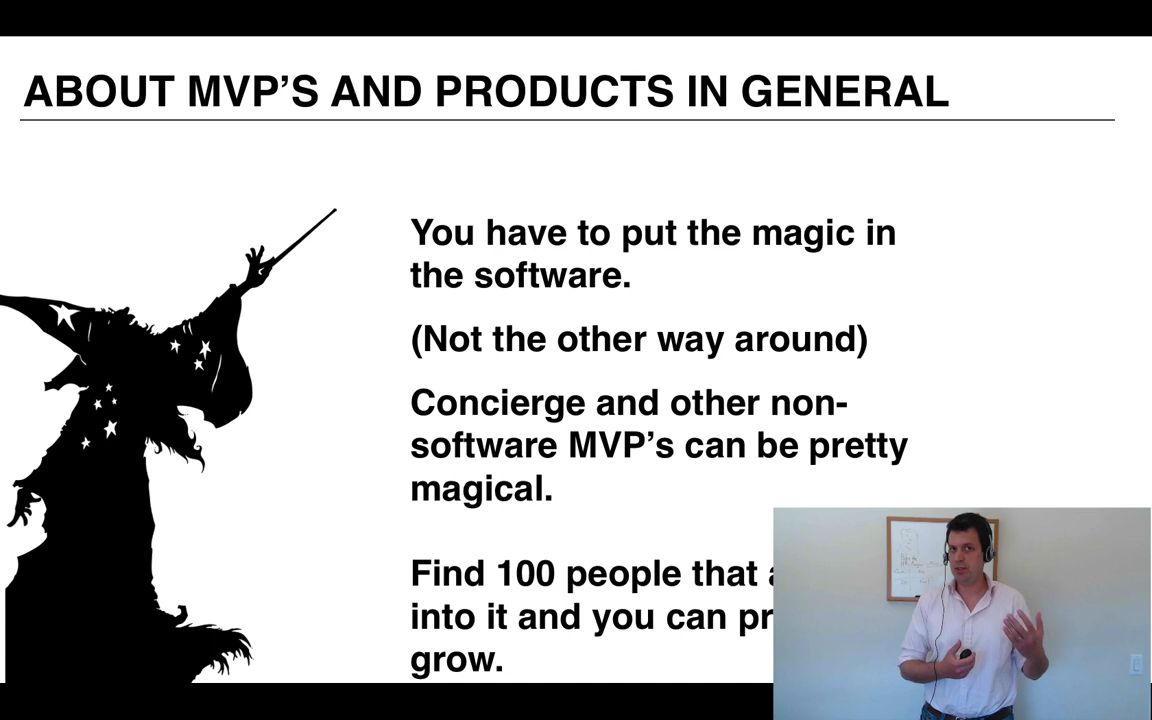 ABOUT MVP’S AND PRODUCTS IN GENERAL
You have to put the magic in
the software.
(Not the other way around)
Concierge and other non-
software MVP’s can be pretty
magical.
Find 100 people that
into it and you can
grow.